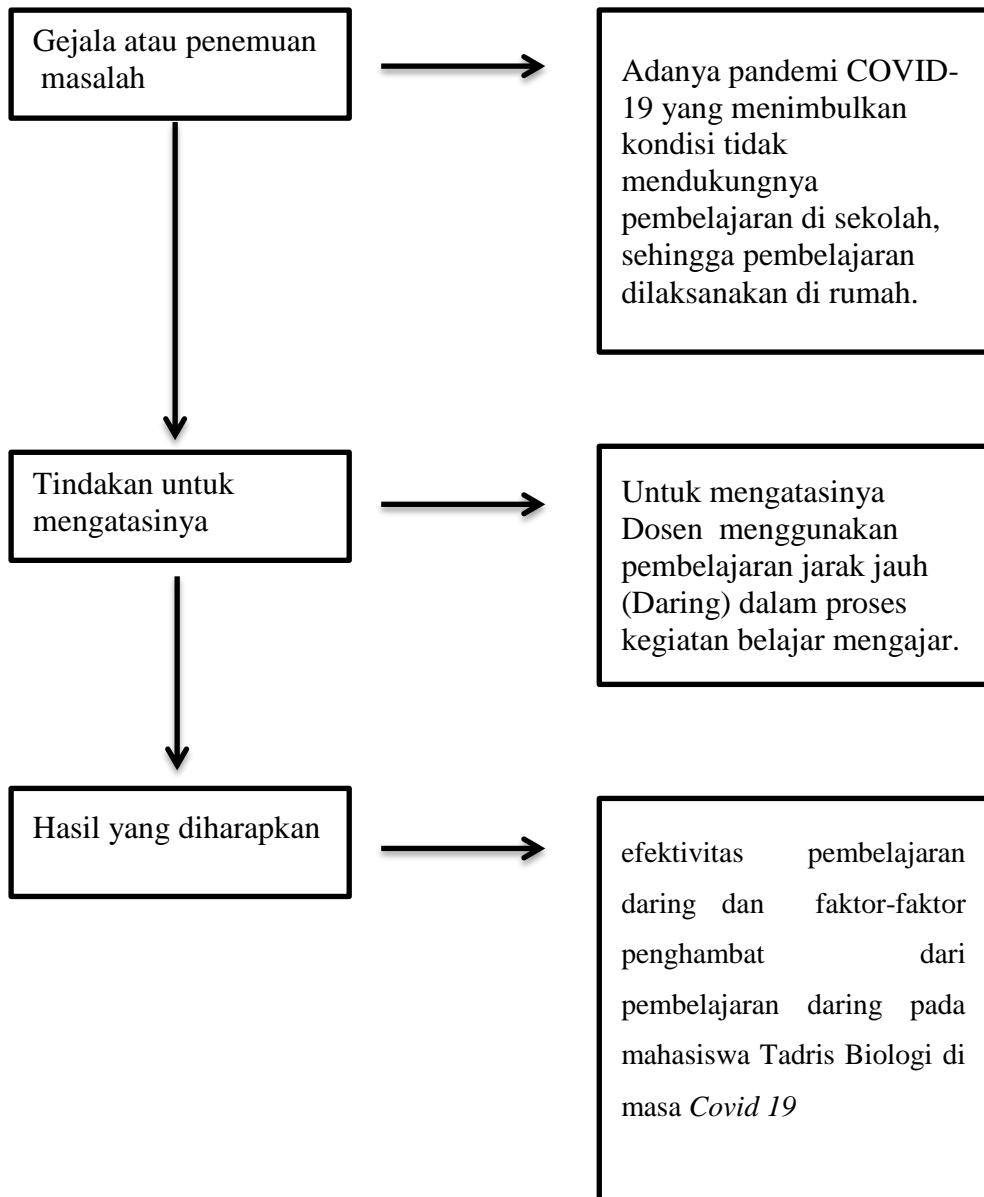 Gejala atau penemuan
masalah
Adanya pandemi COVID-
19 yang menimbulkan
kondisi tidak
mendukungnya
pembelajaran di sekolah,
sehingga pembelajaran
dilaksanakan di rumah.
Tindakan untuk
mengatasinya
Untuk mengatasinya
Dosen menggunakan
pembelajaran jarak jauh
(Daring) dalam proses
kegiatan belajar mengajar.
Hasil yang diharapkan
efektivitas pembelajaran
daring dan faktor-faktor
penghambat dari
pembelajaran daring pada
mahasiswa Tadris Biologi di
masa Covid 19